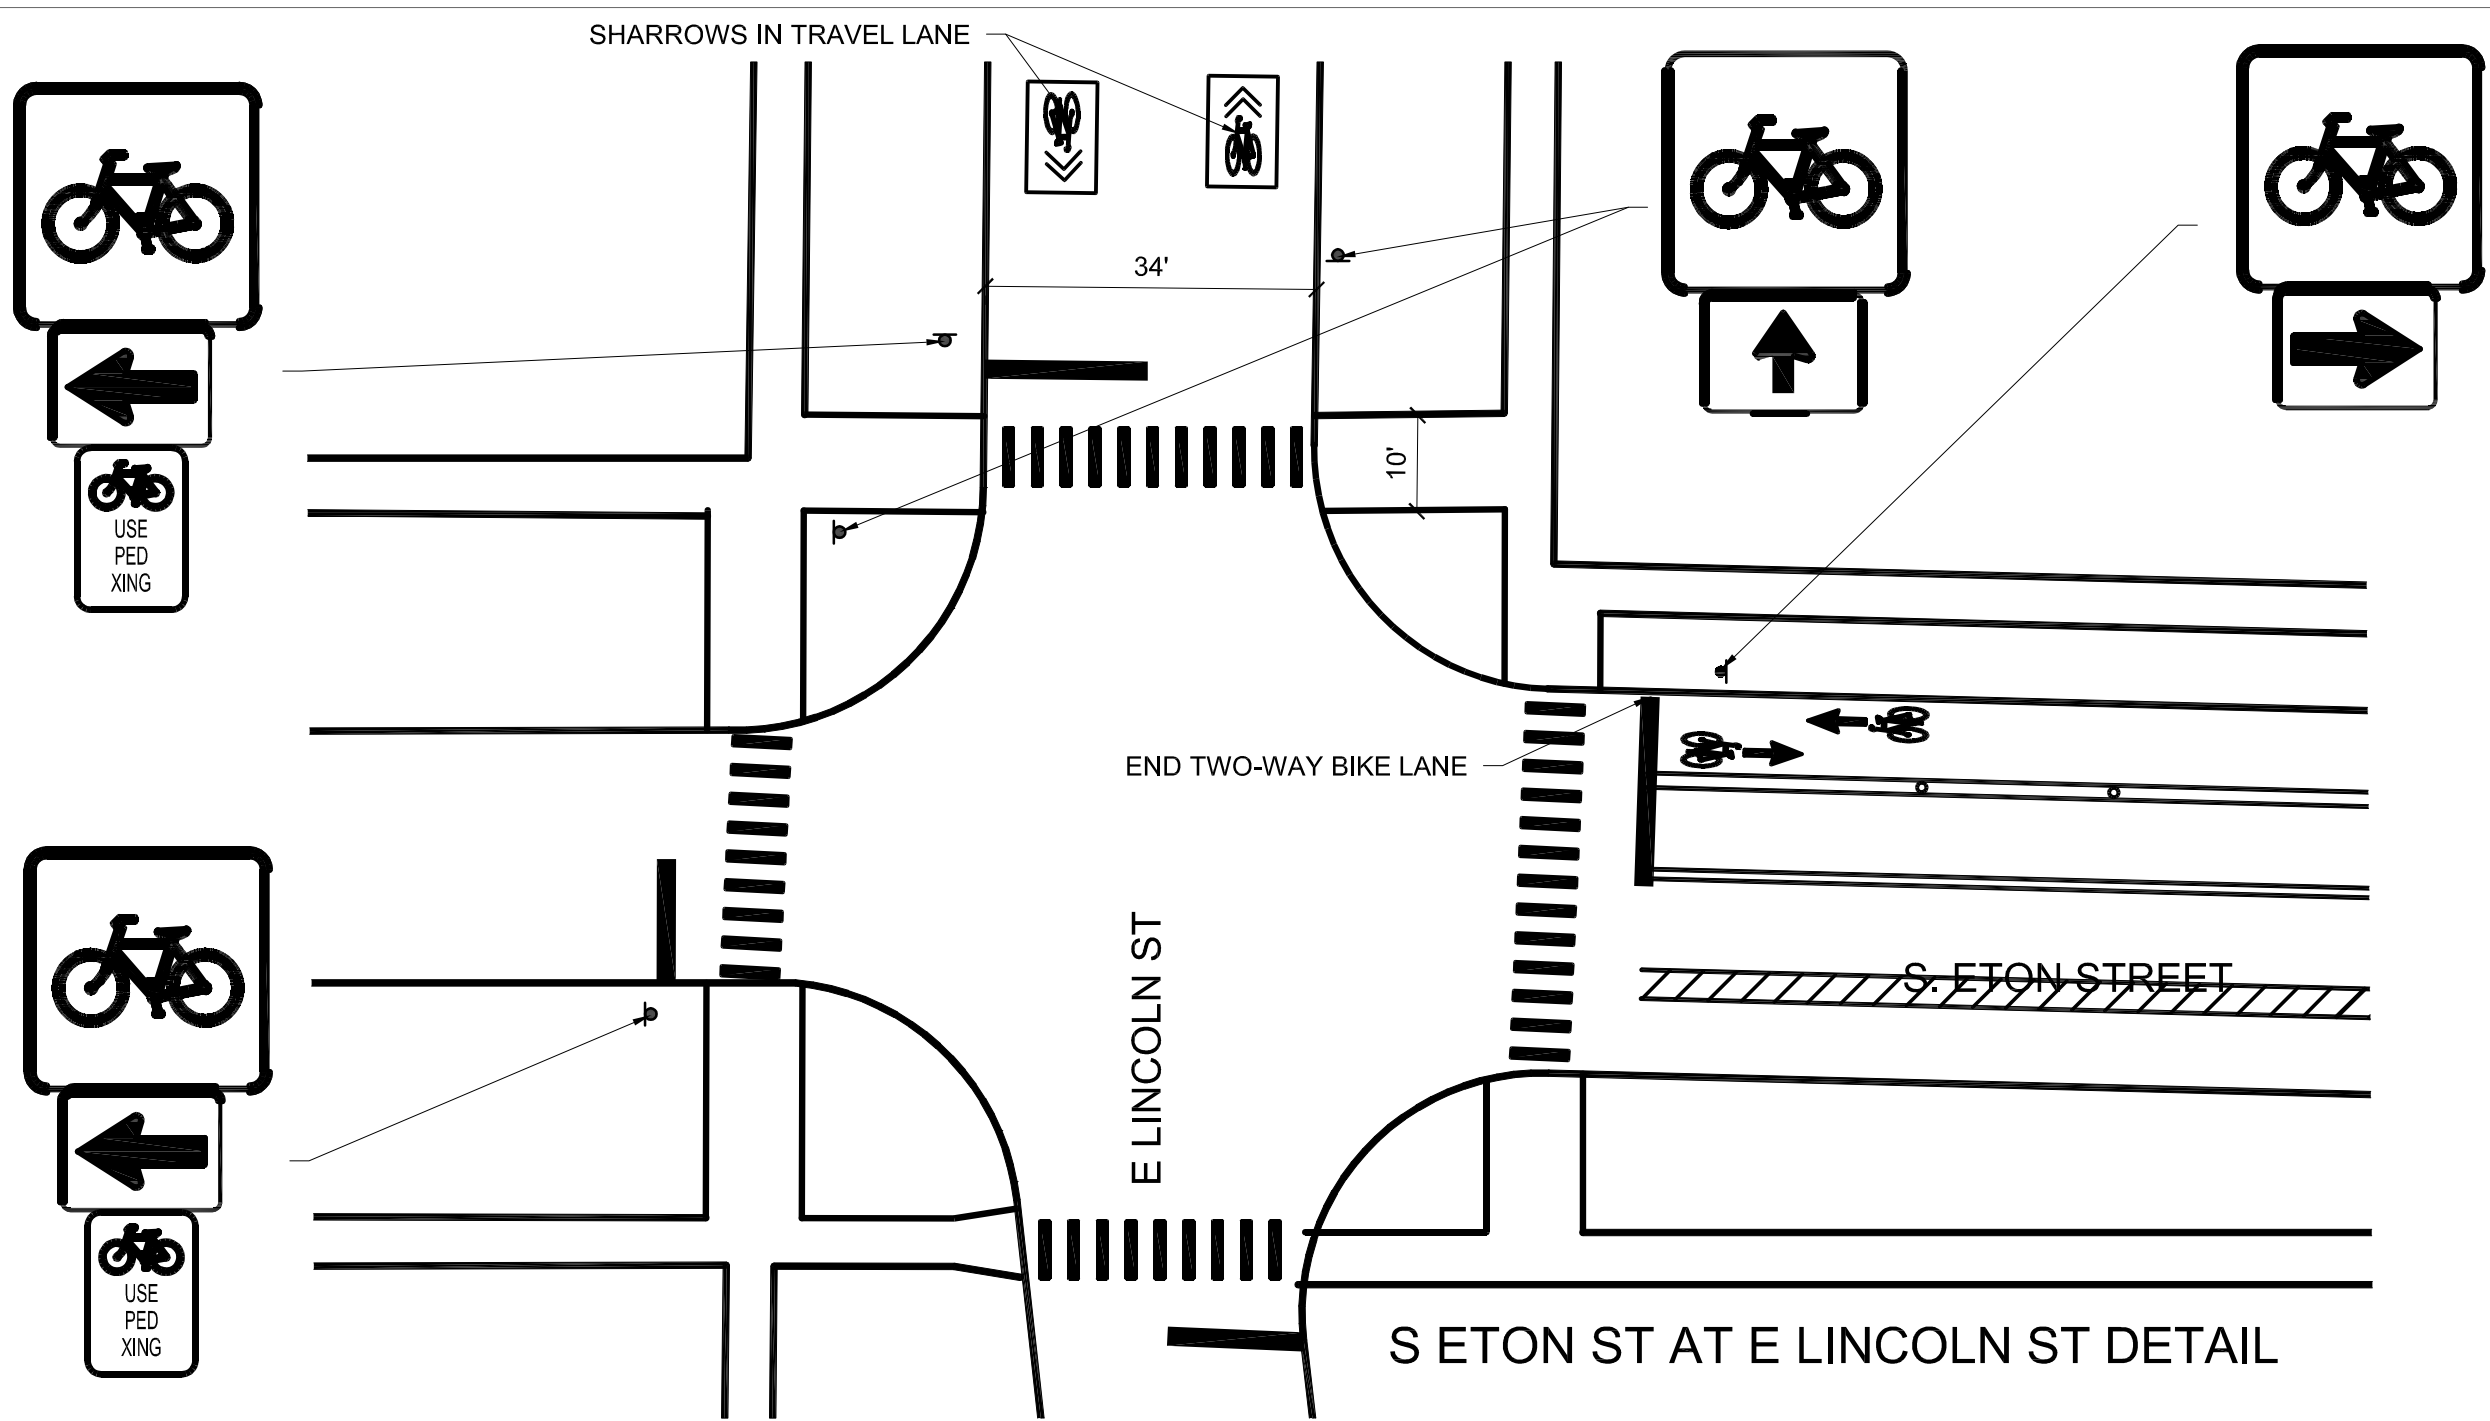 SHARROWS IN TRAVEL LANE
34'
10'
USE
PED
XING
END TWO-WAY BIKE LANE
E LINCOLN ST
S. ETON STREET
USE
PED
XING
S ETON ST AT E LINCOLN ST DETAIL